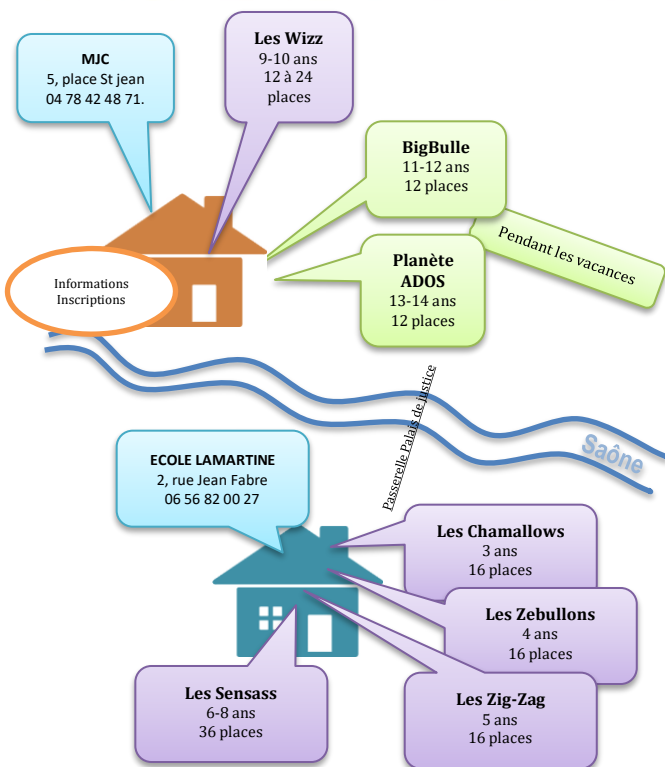 MJC
5, place St jean
04 78 42 48 71.
Les Wizz
9-10 ans
12 à 24
places
BigBulle
11-12 ans
12 places
Pendant les vacances
Planète
ADOS
13-14 ans
12 places
Informations
Inscriptions
Passerelle Palais de justice
Saône
ECOLE LAMARTINE
2, rue Jean Fabre
06 56 82 00 27
Les Chamallows
3 ans
16 places
Les Zebullons
4 ans
16 places
Les Sensass
6-8 ans
36 places
Les Zig-Zag
5 ans
16 places